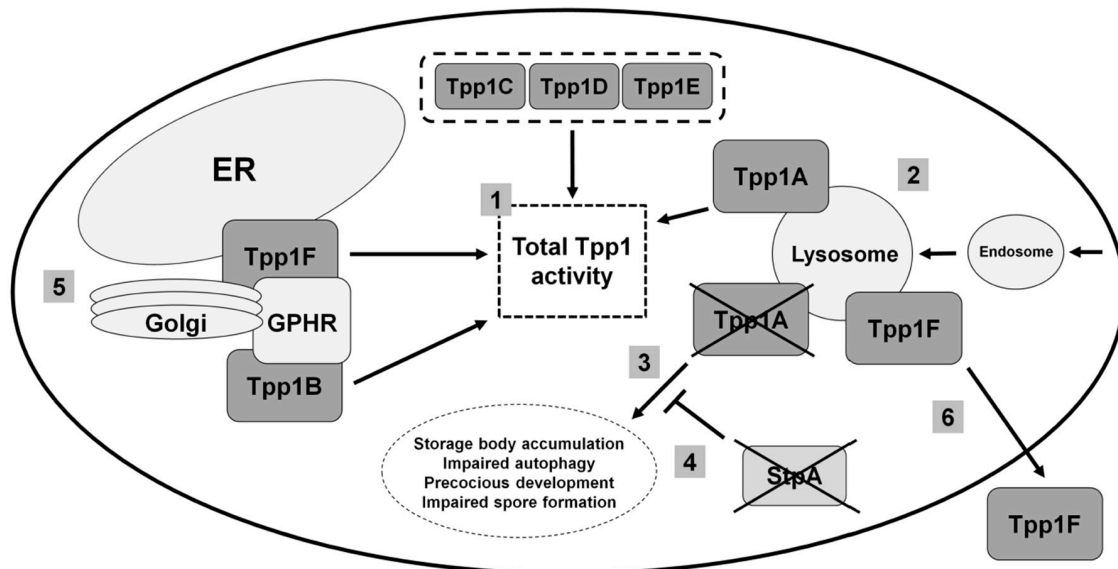 Tpp1C
Tpp1D
Tpp1E
ER
1
Tpp1A
2
Total Tpp1
activity
Tpp1F
Lysosome
Endosome
5
Golgi
GPHR
Tpp1A
Tpp1F
Tpp1B
3
Storage body accumulation
Impaired autophagy
Precocious development
Impaired spore formation
4
StpA
6
Tpp1F